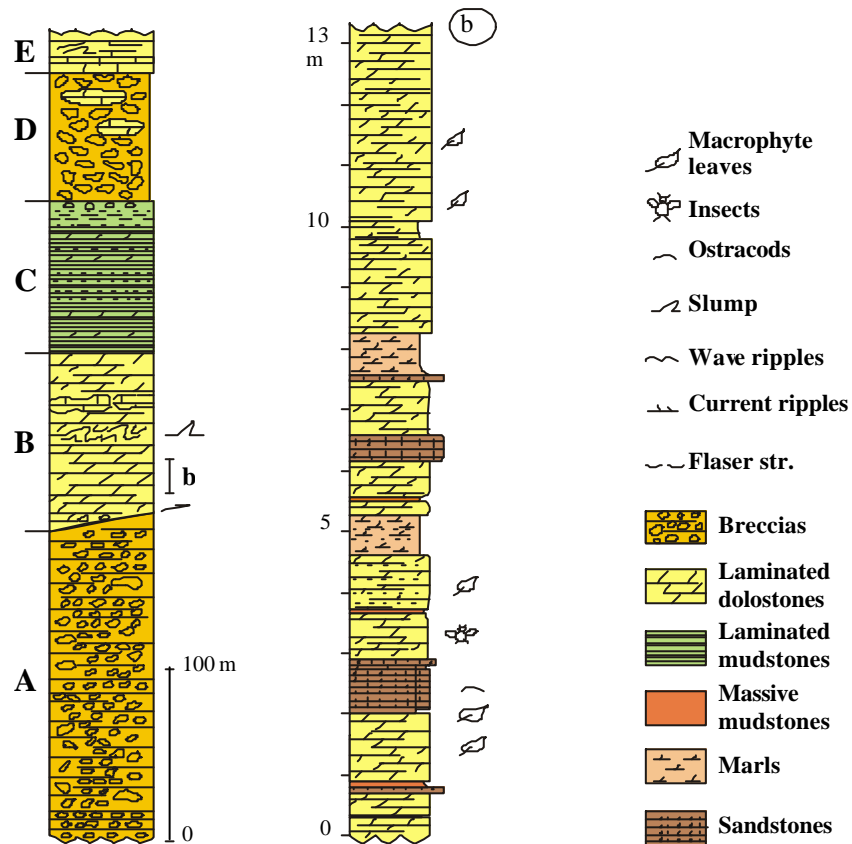 E
D
C
B
A
b
100 m
0
b
13
m
10
5
0
Macrophyte
leaves
Insects
Ostracods
Slump
Wave ripples
Current ripples
Flaser str.
Breccias
Laminated
dolostones
Laminated
mudstones
Massive
mudstones
Marls
Sandstones